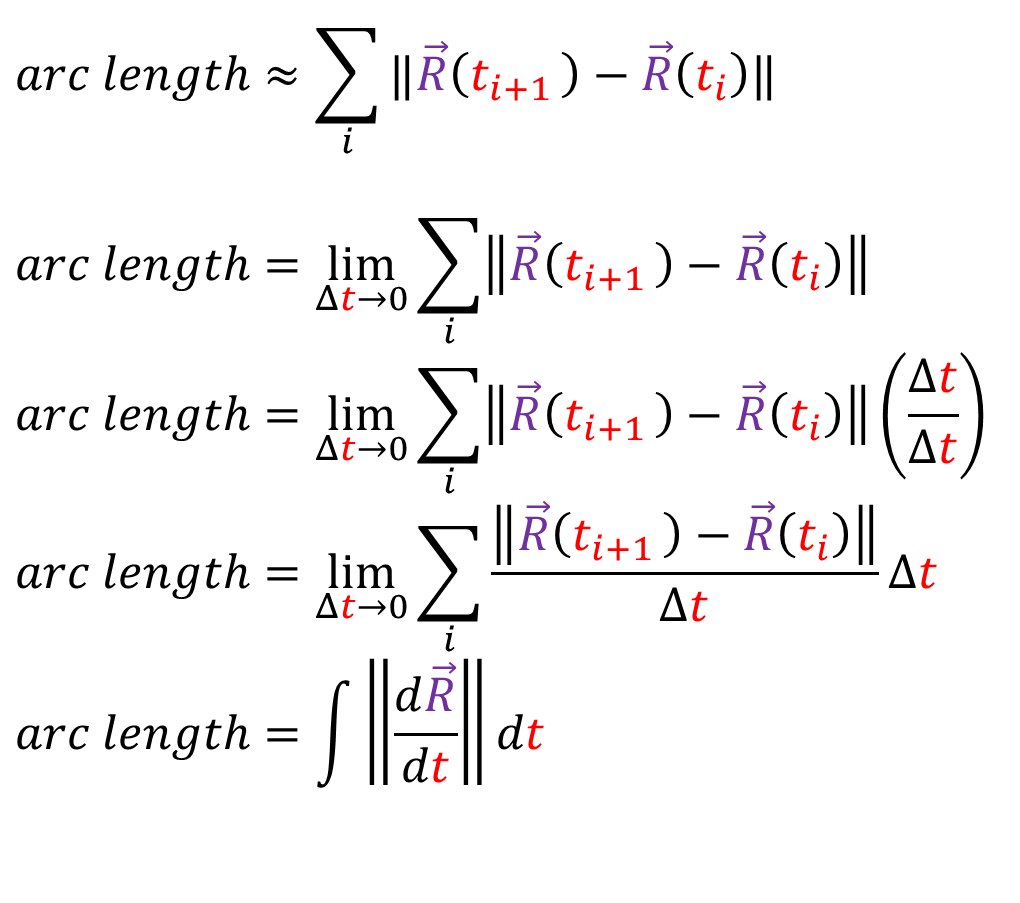 arc length ≈ ∑_i ‖R⃗(t_{i+1}) − R⃗(t_i)‖
arc length = lim_{Δt→0} ∑_i ‖R⃗(t_{i+1}) − R⃗(t_i)‖
arc length = lim_{Δt→0} ∑_i ‖R⃗(t_{i+1}) − R⃗(t_i)‖ (Δt/Δt)
arc length = lim_{Δt→0} ∑_i ‖R⃗(t_{i+1}) − R⃗(t_i)‖/Δt Δt
arc length = ∫ ‖dR⃗/dt‖ dt